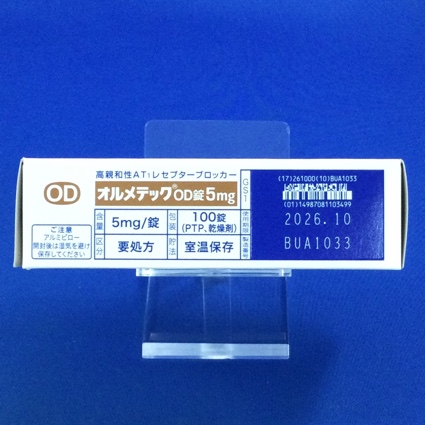 OD
ご注意
アルミピロー
開封後は湿気を避け
保存してください
高親和性AT₁レセプターブロッカー
オルメテック®OD錠5mg
含量 5mg/錠 包装 100錠
(PTP、乾燥剤)
区分 要処方 貯法 室温保存
GS1
使用期限
製造番号
(17)261000(10)BUA1033
(01)14987081103499
2026.10
BUA1033